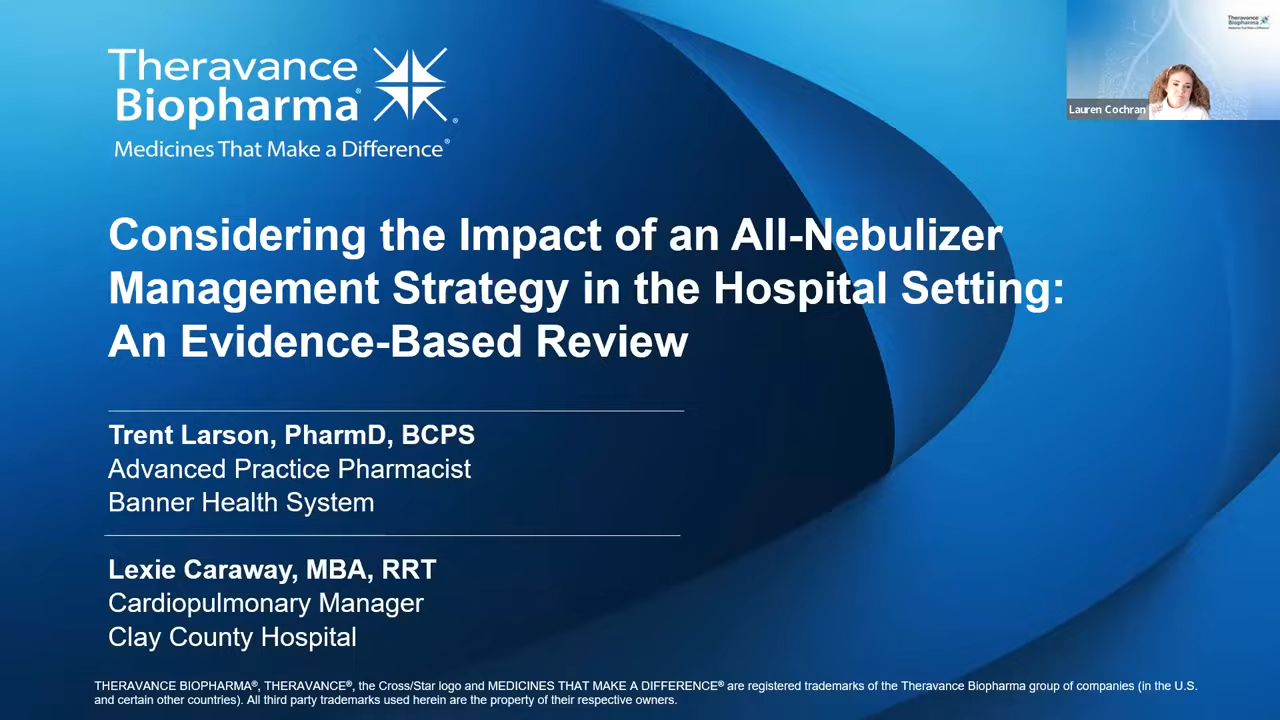 Theravance
Biopharma®
Medicines That Make a Difference®
Theravance
Biopharma
Lauren Cochran
Considering the Impact of an All-Nebulizer
Management Strategy in the Hospital Setting:
An Evidence-Based Review
Trent Larson, PharmD, BCPS
Advanced Practice Pharmacist
Banner Health System
Lexie Caraway, MBA, RRT
Cardiopulmonary Manager
Clay County Hospital
THERAVANCE BIOPHARMA®, THERAVANCE®, the Cross/Star logo and MEDICINES THAT MAKE A DIFFERENCE® are registered trademarks of the Theravance Biopharma group of companies (in the U.S.
and certain other countries). All third party trademarks used herein are the property of their respective owners.